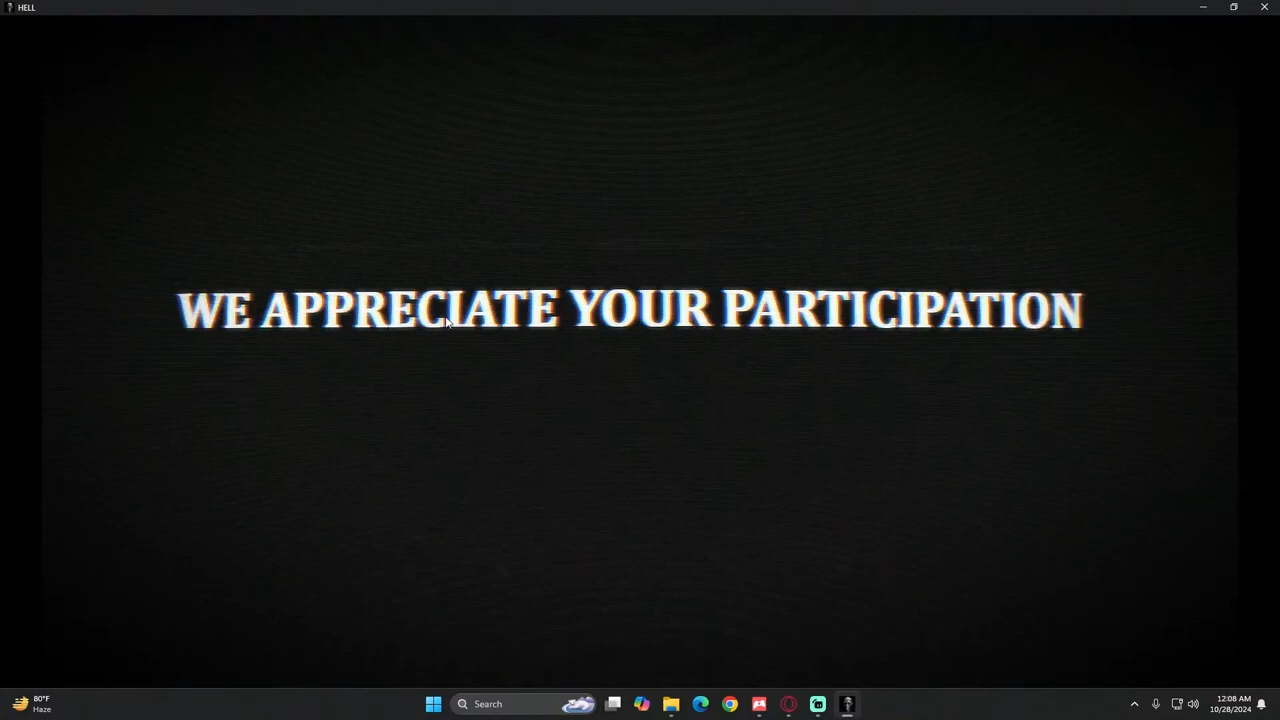 HELL
WE APPRECIATE YOUR PARTICIPATION
80°F
Haze
Search
12:08 AM
10/28/2024